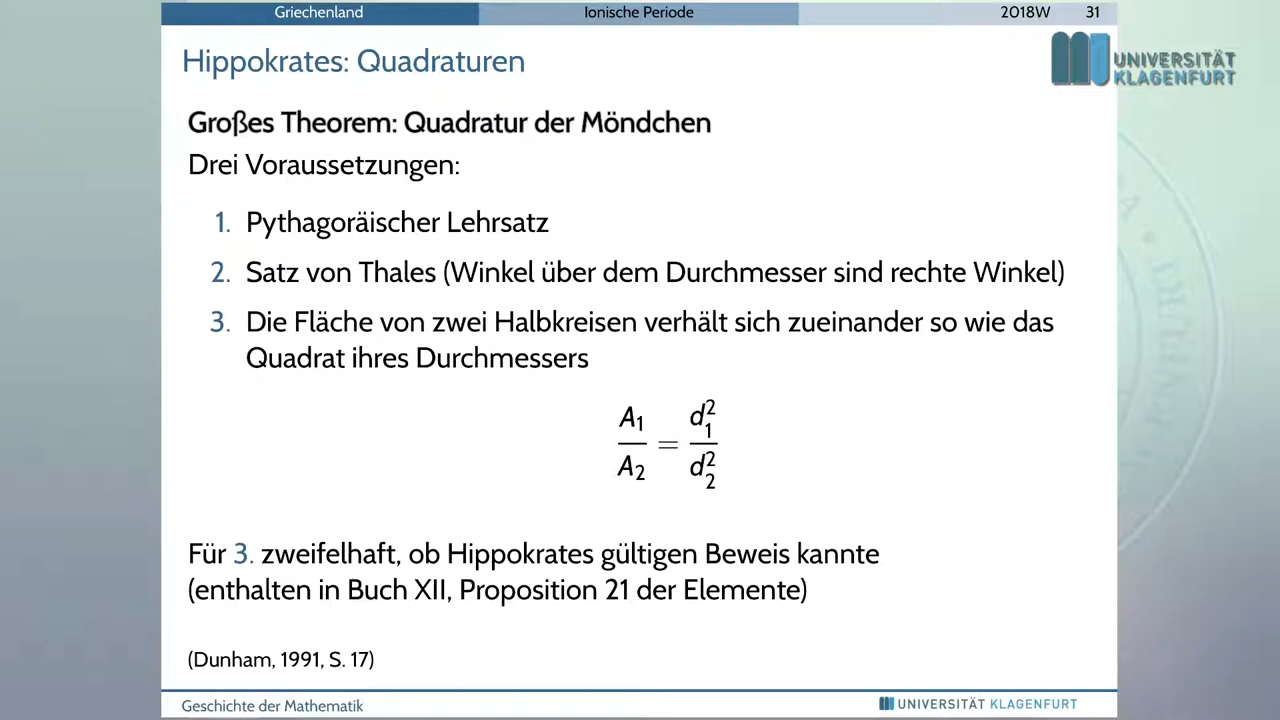 Griechenland Ionische Periode 2018W 31
Hippokrates: Quadraturen
UNIVERSITÄT
KLAGENFURT
Großes Theorem: Quadratur der Möndchen
Drei Voraussetzungen:
1. Pythagoräischer Lehrsatz
2. Satz von Thales (Winkel über dem Durchmesser sind rechte Winkel)
3. Die Fläche von zwei Halbkreisen verhält sich zueinander so wie das
Quadrat ihres Durchmessers
A₁/A₂ = d₁²/d₂²
Für 3. zweifelhaft, ob Hippokrates gültigen Beweis kannte
(enthalten in Buch XII, Proposition 21 der Elemente)
(Dunham, 1991, S. 17)
Geschichte der Mathematik UNIVERSITÄT KLAGENFURT